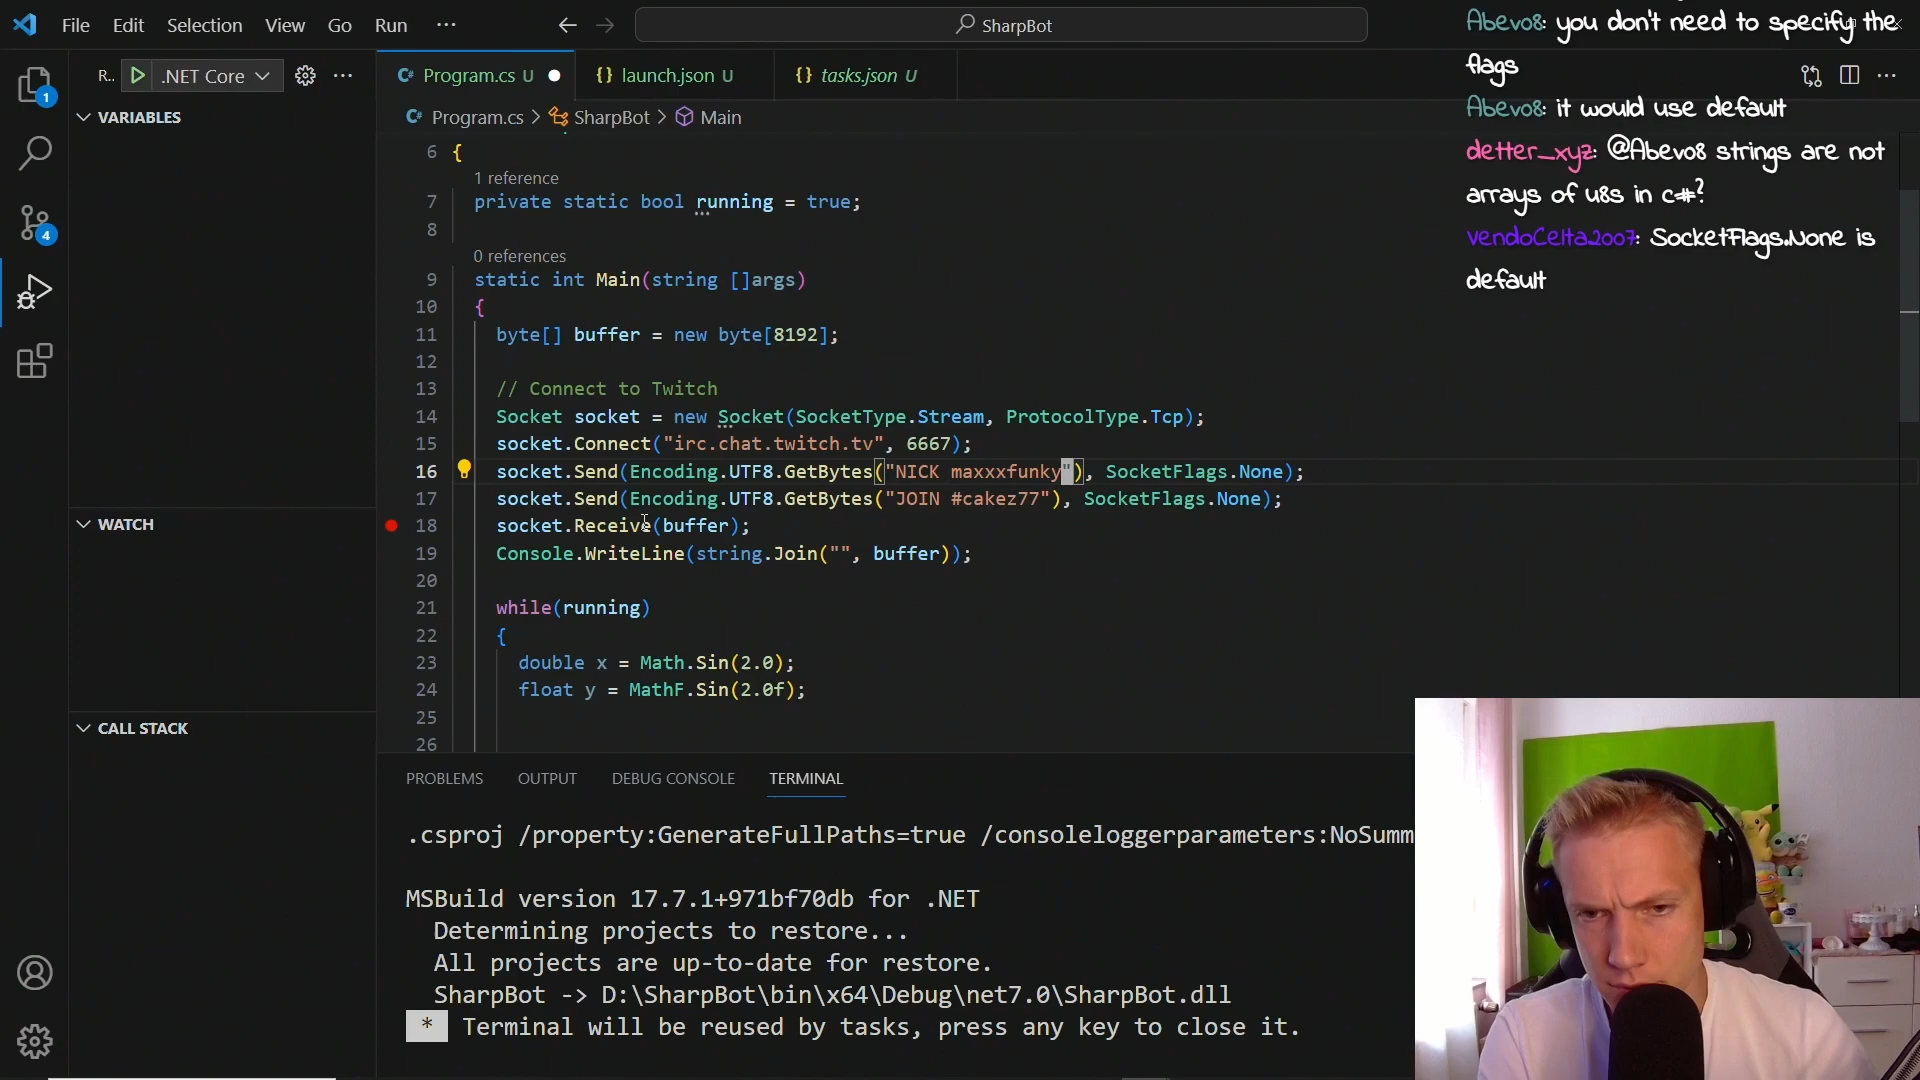 File Edit Selection View Go Run ···
SharpBot
R.. .NET Core ···
Program.cs U
launch.json U
tasks.json U
···
Program.cs > SharpBot > Main
1
4
VARIABLES
WATCH
CALL STACK
6 {
1 reference
7 private static bool running = true;
8
0 references
9 static int Main(string []args)
10 {
11 byte[] buffer = new byte[8192];
12
13 // Connect to Twitch
14 Socket socket = new Socket(SocketType.Stream, ProtocolType.Tcp);
15 socket.Connect("irc.chat.twitch.tv", 6667);
16 socket.Send(Encoding.UTF8.GetBytes("NICK maxxxfunky"), SocketFlags.None);
17 socket.Send(Encoding.UTF8.GetBytes("JOIN #cakez77"), SocketFlags.None);
18 socket.Receive(buffer);
19 Console.WriteLine(string.Join("", buffer));
20
21 while(running)
22 {
23 double x = Math.Sin(2.0);
24 float y = MathF.Sin(2.0f);
25
26
Abevo8: you don't need to specify the
flags
Abevo8: it would use default
detter_xyz: @Abevo8 strings are not
arrays of u8s in c#?
vendoCelta2007: SocketFlags.None is
default
PROBLEMS OUTPUT DEBUG CONSOLE TERMINAL
.csproj /property:GenerateFullPaths=true /consoleloggerparameters:NoSumm
MSBuild version 17.7.1+971bf70db for .NET
Determining projects to restore...
All projects are up-to-date for restore.
SharpBot -> D:\SharpBot\bin\x64\Debug\net7.0\SharpBot.dll
* Terminal will be reused by tasks, press any key to close it.